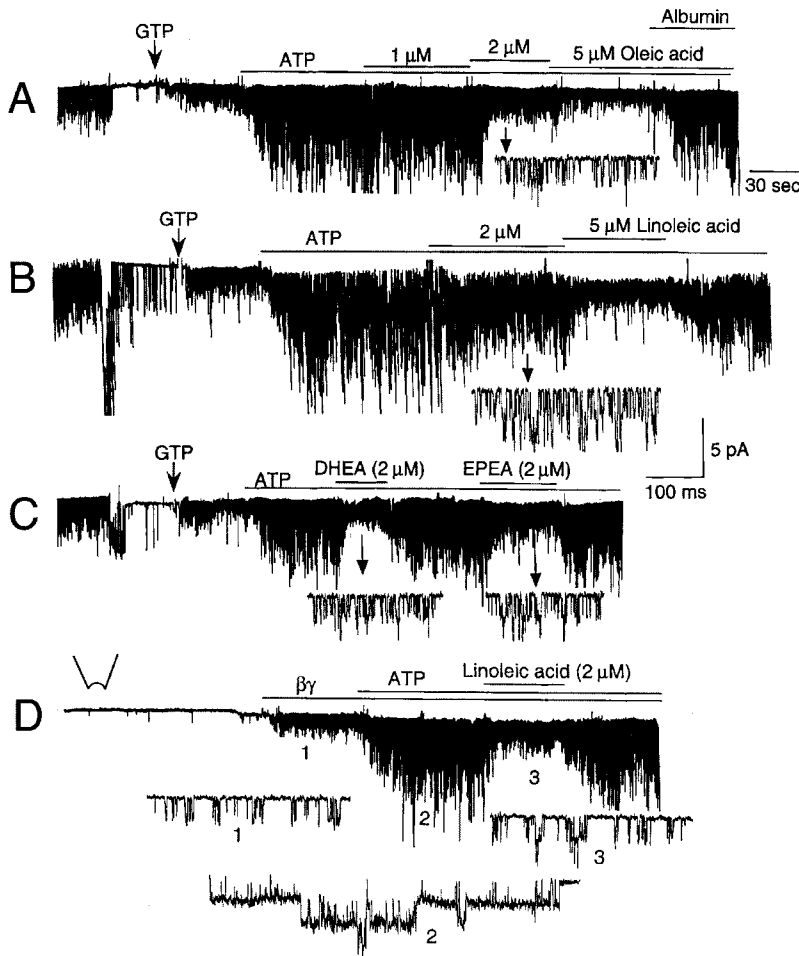 Albumin
GTP
ATP 1 μM 2 μM 5 μM Oleic acid
A
30 sec
GTP
ATP 2 μM 5 μM Linoleic acid
B
5 pA
100 ms
GTP
ATP DHEA (2 μM) EPEA (2 μM)
C
Linoleic acid (2 μM)
βγ ATP
D
1
2
3
1
3
2